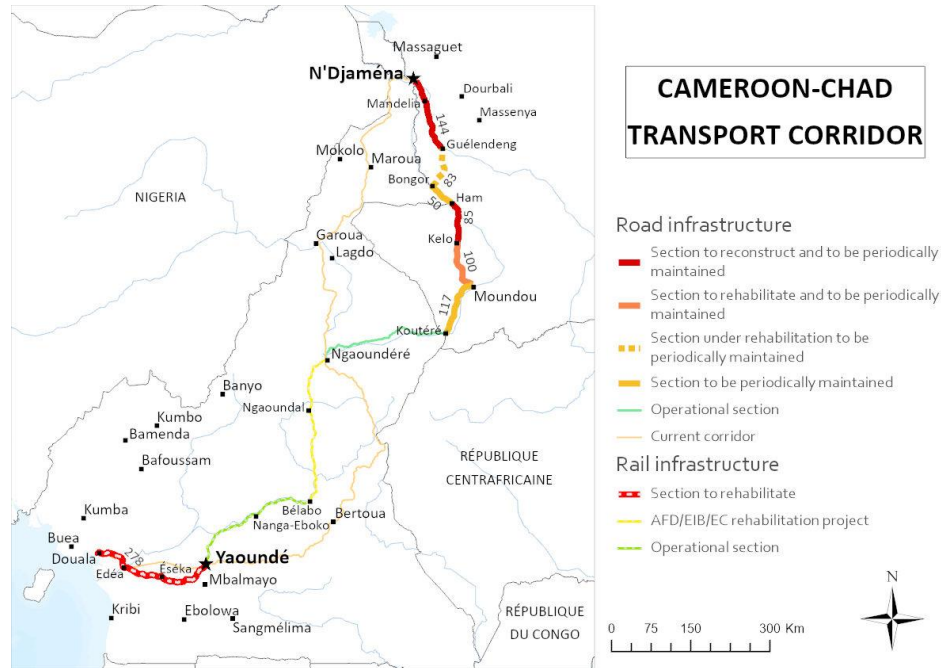 Massaguet
N'Djaména
Dourbali
Mandelia
Massenya
144
Guélendeng
Mokolo
Maroua
83
Bongor
50
Ham
NIGERIA
85
Garoua
Kelo
Lagdo
100
Moundou
117
Koutéré
Ngaoundéré
Banyo
Ngaoundal
Kumbo
Bamenda
RÉPUBLIQUE
CENTRAFRICAINE
Bafoussam
Bélabo
Kumba
Nanga-Eboko
Bertoua
Buea
Douala
278
Yaoundé
Edéa
Éséka
Mbalmayo
Kribi
Ebolowa
Sangmélima
RÉPUBLIQUE
DU CONGO
CAMEROON-CHAD
TRANSPORT CORRIDOR
Road infrastructure
Section to reconstruct and to be periodically
maintained
Section to rehabilitate and to be periodically
maintained
Section under rehabilitation to be
periodically maintained
Section to be periodically maintained
Operational section
Current corridor
Rail infrastructure
Section to rehabilitate
AFD/EIB/EC rehabilitation project
Operational section
N
0 75 150 300 Km